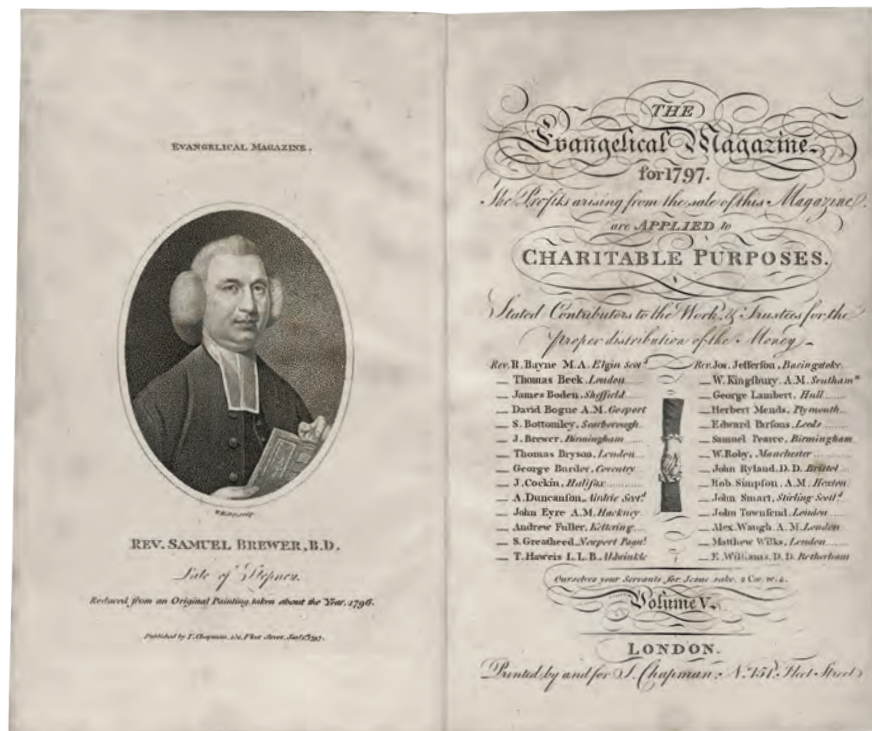 EVANGELICAL MAGAZINE.
REV. SAMUEL BREWER, B.D.
Late of Stepney.
Reduced from an Original Painting, taken about the Year, 1796.
Published by T. Chapman, 151, Fleet Street, Jan 1, 1797.
THE
Evangelical Magazine,
for 1797.
The Profits arising from the sale of this Magazine,
are APPLIED to
CHARITABLE PURPOSES.
Stated Contributors to the Work, & Trustees for the
proper distribution of the Money,
Rev. R. Bayne M.A. Elgin Scotd
Thomas Beck, London
James Boden, Sheffield
David Bogue A.M. Gosport
S. Bottomley, Scarborough
J. Brewer, Birmingham
Thomas Bryson, London
George Burder, Coventry
J. Cockin, Halifax
A. Duncanson, Airdrie Scotd
John Eyre A.M. Hackney
Andrew Fuller, Kettering
S. Greatheed, Newport Pagnl
T. Haweis L.L.B. Aldwinkle
Rev. Jos. Jefferson, Basingstoke
W. Kingsbury, A.M. Southamn
George Lambert, Hull
Herbert Mends, Plymouth
Edward Parsons, Leeds
Samuel Pearce, Birmingham
W. Roby, Manchester
John Ryland, D.D. Bristol
Rob. Simpson, A.M. Hoxton
John Smart, Stirling Scotld
John Townsend, London
Alex. Waugh A.M. London
Matthew Wilks, London
E. Williams, D.D. Rotherham
Ourselves your Servants for Jesus sake. 2 Cor. iv. 5.
Volume V.
LONDON.
Printed by and for T. Chapman, No. 151, Fleet Street